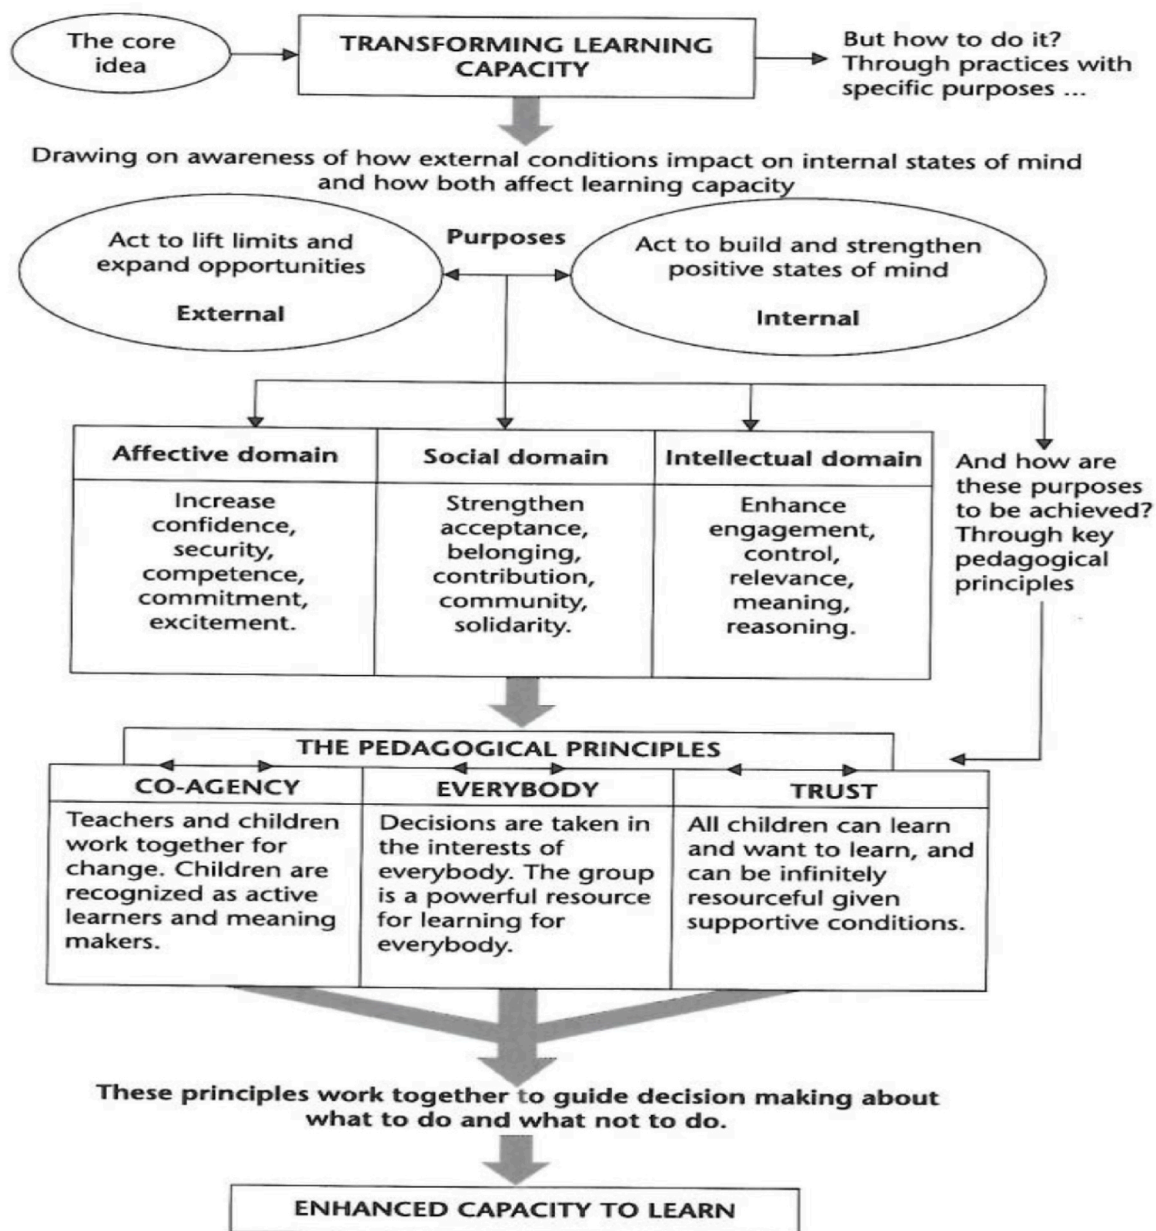 The core
idea
TRANSFORMING LEARNING
CAPACITY
But how to do it?
Through practices with
specific purposes ...
Drawing on awareness of how external conditions impact on internal states of mind
and how both affect learning capacity
Act to lift limits and
expand opportunities
External
Purposes
Act to build and strengthen
positive states of mind
Internal
Affective domain
Increase
confidence,
security,
competence,
commitment,
excitement.
Social domain
Strengthen
acceptance,
belonging,
contribution,
community,
solidarity.
Intellectual domain
Enhance
engagement,
control,
relevance,
meaning,
reasoning.
And how are
these purposes
to be achieved?
Through key
pedagogical
principles
THE PEDAGOGICAL PRINCIPLES
CO-AGENCY
Teachers and children
work together for
change. Children are
recognized as active
learners and meaning
makers.
EVERYBODY
Decisions are taken in
the interests of
everybody. The group
is a powerful resource
for learning for
everybody.
TRUST
All children can learn
and want to learn, and
can be infinitely
resourceful given
supportive conditions.
These principles work together to guide decision making about
what to do and what not to do.
ENHANCED CAPACITY TO LEARN